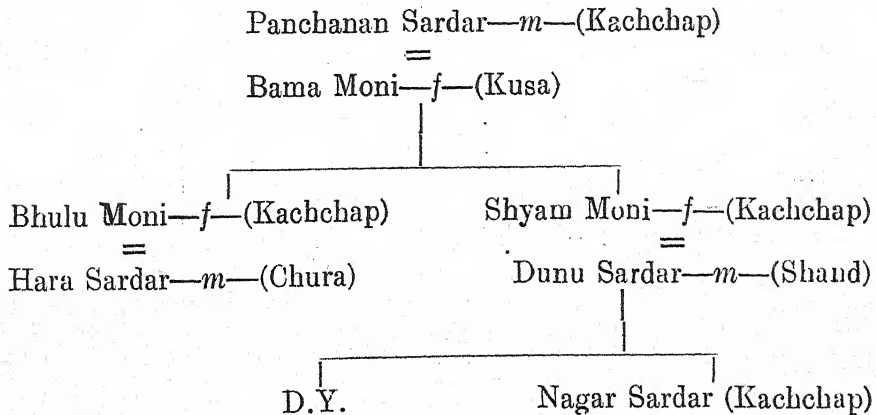 Panchanan Sardar—m—(Kachchap)
=
Bama Moni—f—(Kusa)
Bhulu Moni—f—(Kachchap) Shyam Moni—f—(Kachchap)
= =
Hara Sardar—m—(Chura) Dunu Sardar—m—(Shand)
D.Y. Nagar Sardar (Kachchap)